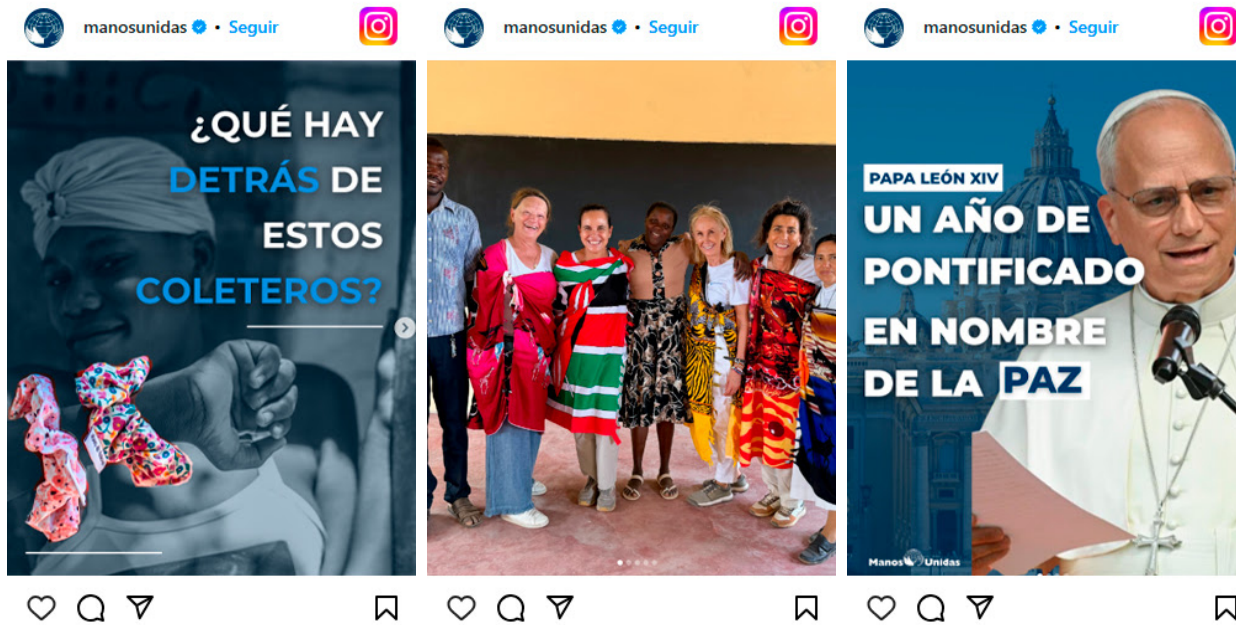 manosunidas • Seguir
¿QUÉ HAY
DETRÁS DE
ESTOS
COLETEROS?
manosunidas • Seguir
manosunidas • Seguir
PAPA LEÓN XIV
UN AÑO DE
PONTIFICADO
EN NOMBRE
DE LA PAZ
Manos Unidas